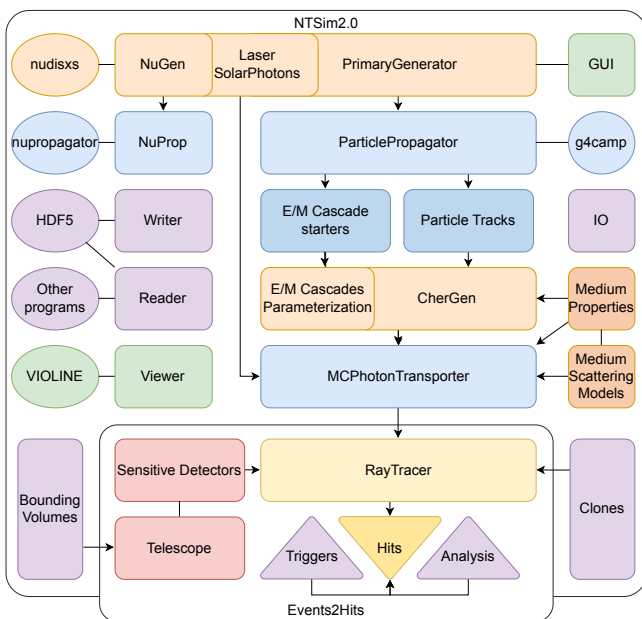 NTSim2.0
nudisxs
NuGen
Laser
SolarPhotons
PrimaryGenerator
GUI
nupropagator
NuProp
ParticlePropagator
g4camp
HDF5
Writer
E/M Cascade
starters
Particle Tracks
IO
Other
programs
Reader
E/M Cascades
Parameterization
CherGen
Medium
Properties
VIOLINE
Viewer
MCPhotonTransporter
Medium
Scattering
Models
Bounding
Volumes
Sensitive Detectors
RayTracer
Clones
Telescope
Triggers
Hits
Analysis
Events2Hits